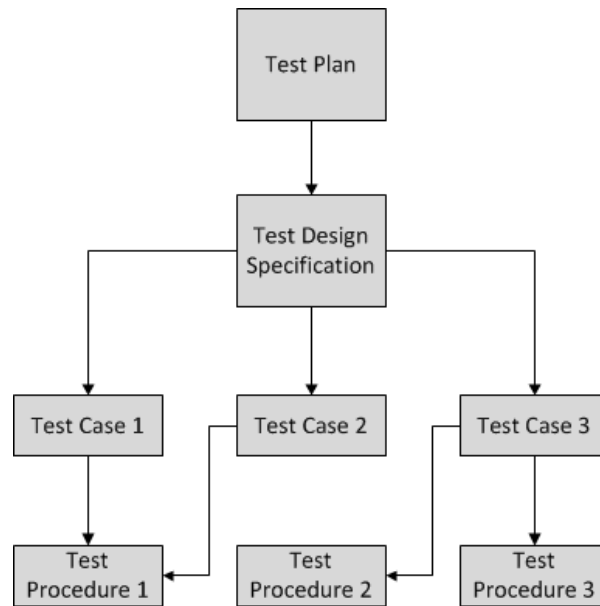 Test Plan
Test Design
Specification
Test Case 1
Test Case 2
Test Case 3
Test
Procedure 1
Test
Procedure 2
Test
Procedure 3